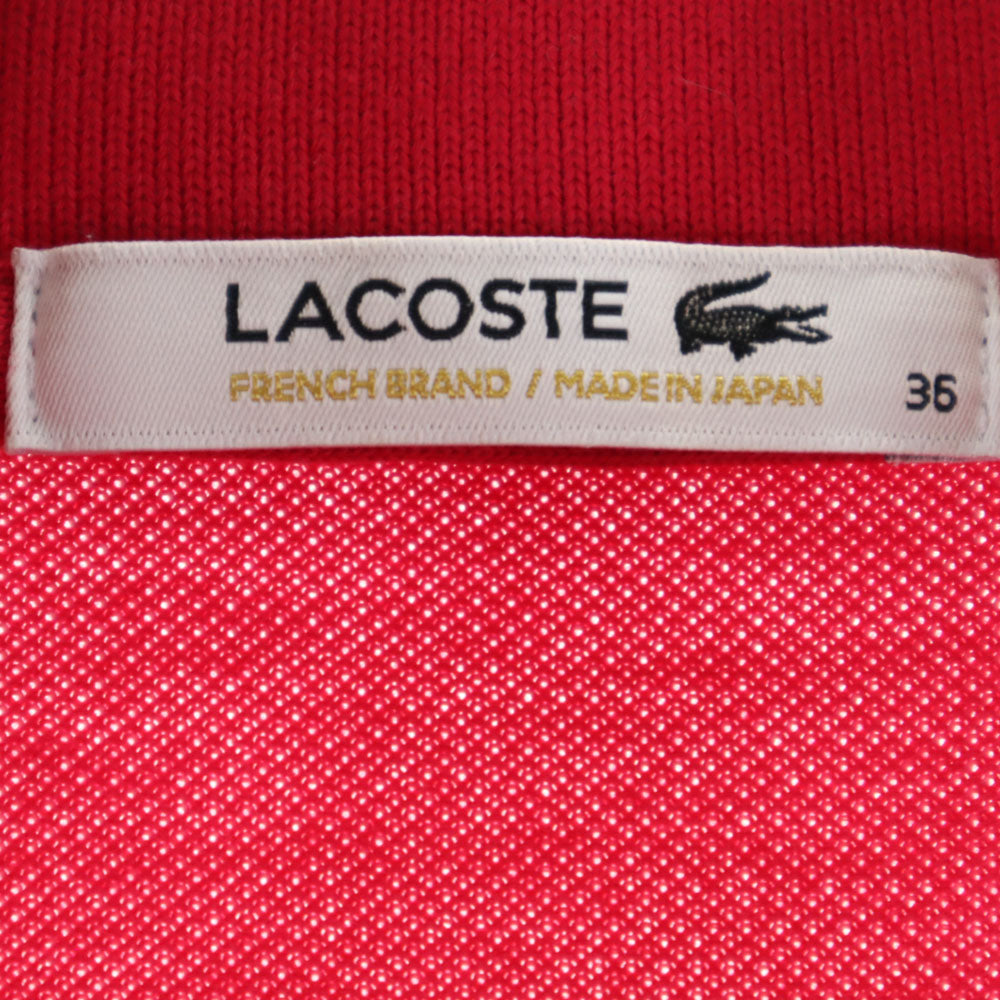 LACOSTE
FRENCH BRAND / MADE IN JAPAN
36